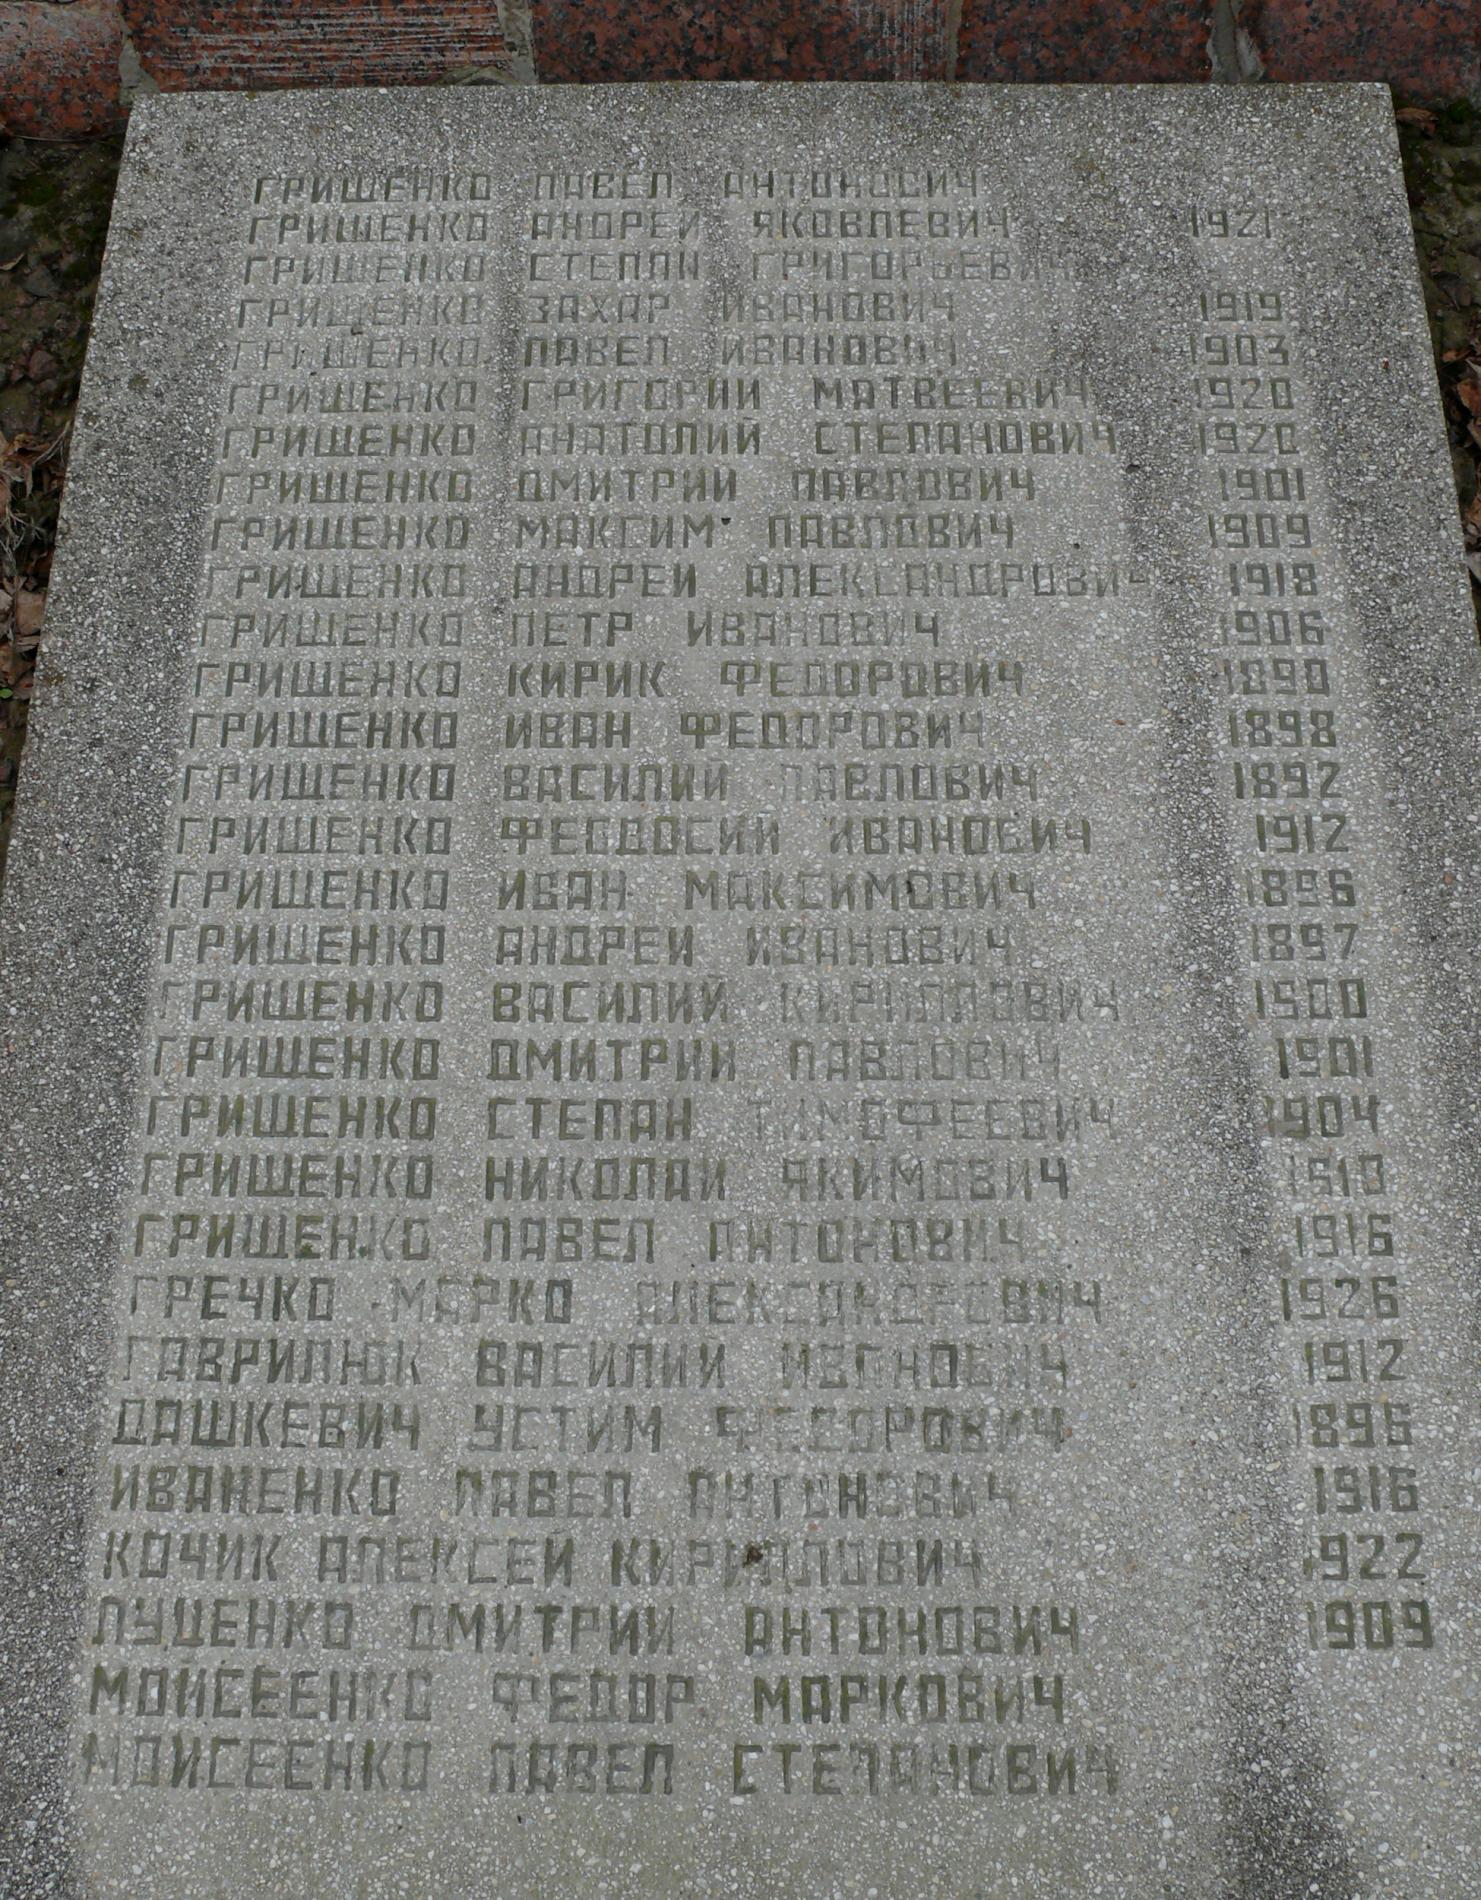 ГРИЩЕНКО ПАВЕЛ АНТОНОВИЧ
ГРИЩЕНКО АНДРЕЙ ЯКОВЛЕВИЧ 1921
ГРИЩЕНКО СТЕПАН ГРИГОРЬЕВИЧ
ГРИЩЕНКО ЗАХАР ИВАНОВИЧ 1919
ГРИЩЕНКО ПАВЕЛ ИВАНОВИЧ 1903
ГРИЩЕНКО ГРИГОРИЙ МАТВЕЕВИЧ 1920
ГРИЩЕНКО АНАТОЛИЙ СТЕПАНОВИЧ 1920
ГРИЩЕНКО ДМИТРИЙ ПАВЛОВИЧ 1901
ГРИЩЕНКО МАКСИМ ПАВЛОВИЧ 1909
ГРИЩЕНКО АНДРЕЙ АЛЕКСАНДРОВИЧ 1918
ГРИЩЕНКО ПЕТР ИВАНОВИЧ 1906
ГРИЩЕНКО КИРИК ФЕДОРОВИЧ 1890
ГРИЩЕНКО ИВАН ФЕДОРОВИЧ 1898
ГРИЩЕНКО ВАСИЛИЙ ПАВЛОВИЧ 1892
ГРИЩЕНКО ФЕОДОСИЙ ИВАНОВИЧ 1912
ГРИЩЕНКО ИВАН МАКСИМОВИЧ 1896
ГРИЩЕНКО АНДРЕЙ ИВАНОВИЧ 1897
ГРИЩЕНКО ВАСИЛИЙ КИРИЛЛОВИЧ 1900
ГРИЩЕНКО ДМИТРИЙ ПАВЛОВИЧ 1901
ГРИЩЕНКО СТЕПАН ТИМОФЕЕВИЧ 1904
ГРИЩЕНКО НИКОЛАЙ ЯКИМОВИЧ 1910
ГРИЩЕНКО ПАВЕЛ АНТОНОВИЧ 1916
ГРЕЧКО МАРКО АЛЕКСАНДРОВИЧ 1926
ГАВРИЛЮК ВАСИЛИЙ ИВАНОВИЧ 1912
ДАШКЕВИЧ УСТИМ ФЕДОРОВИЧ 1896
ИВАНЕНКО ПАВЕЛ АНТОНОВИЧ 1916
КОЧИК АЛЕКСЕЙ КИРИЛЛОВИЧ 1922
ЛУЦЕНКО ДМИТРИЙ АНТОНОВИЧ 1909
МОИСЕЕНКО ФЕДОР МАРКОВИЧ
МОИСЕЕНКО ПАВЕЛ СТЕПАНОВИЧ